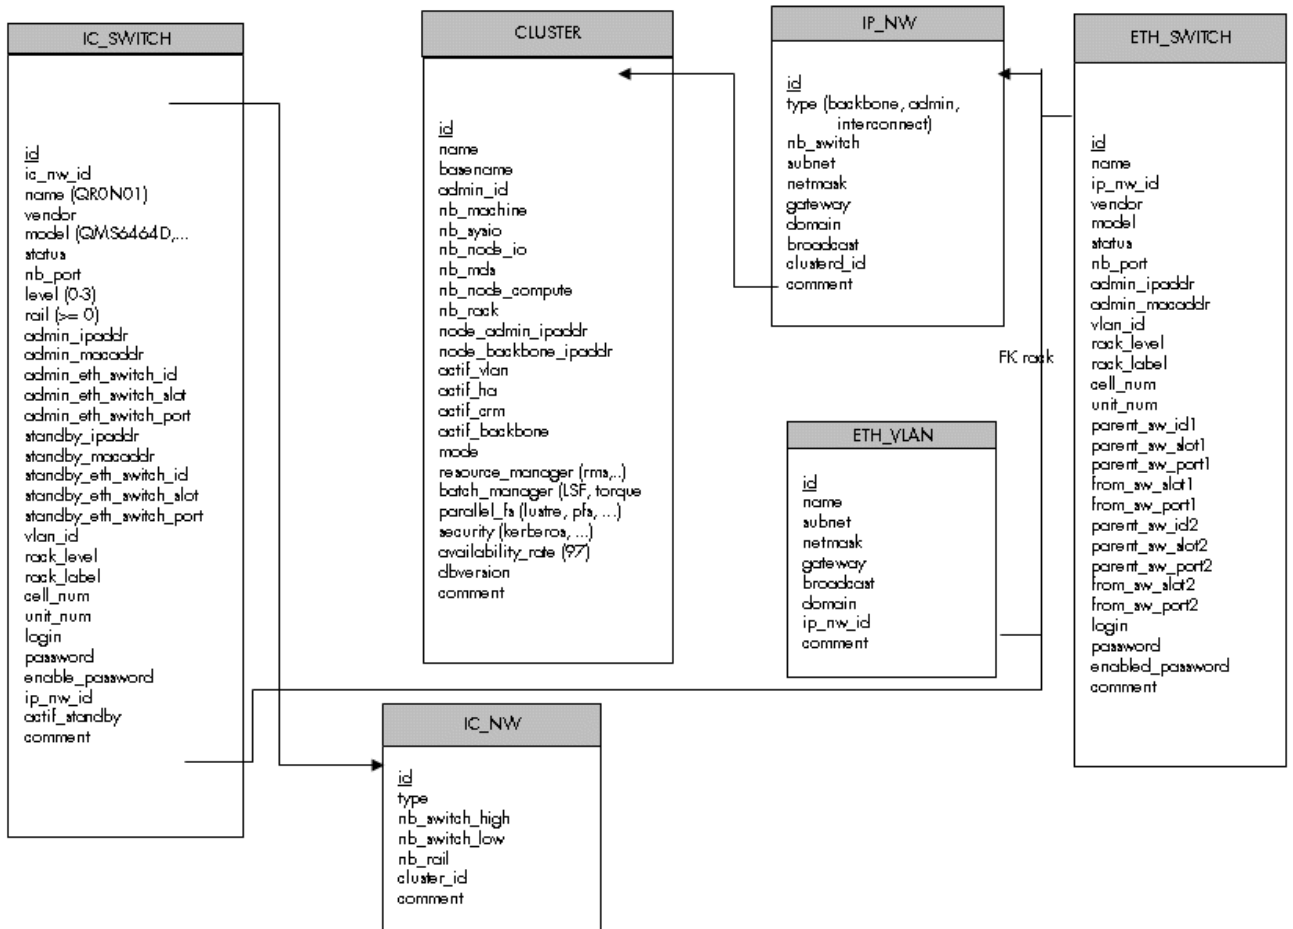 IC_SWITCH
id
ic_nw_id
name (QR0N01)
vendor
model (QMS6464D,...
status
nb_port
level (0-3)
rail (>= 0)
admin_ipaddr
admin_macaddr
admin_eth_switch_id
admin_eth_switch_slot
admin_eth_switch_port
standby_ipaddr
standby_macaddr
standby_eth_switch_id
standby_eth_switch_slot
standby_eth_switch_port
vlan_id
rack_level
rack_label
cell_num
unit_num
login
password
enable_password
ip_nw_id
actif_standby
comment
CLUSTER
id
name
basename
admin_id
nb_machine
nb_sysio
nb_node_io
nb_mds
nb_node_compute
nb_rack
node_admin_ipaddr
node_backbone_ipaddr
actif_vlan
actif_ha
actif_crm
actif_backbone
mode
resource_manager (rms,..)
batch_manager (LSF, torque
parallel_fs (lustre, pfs, ...)
security (kerberos, ...)
availability_rate (97)
dbversion
comment
IP_NW
id
type (backbone, admin,
interconnect)
nb_switch
subnet
netmask
gateway
domain
broadcast
clusterd_id
comment
FK rack
ETH_VLAN
id
name
subnet
netmask
gateway
broadcast
domain
ip_nw_id
comment
ETH_SWITCH
id
name
ip_nw_id
vendor
model
status
nb_port
admin_ipaddr
admin_macaddr
vlan_id
rack_level
rack_label
cell_num
unit_num
parent_sw_id1
parent_sw_slot1
parent_sw_port1
from_sw_slot1
from_sw_port1
parent_sw_id2
parent_sw_slot2
parent_sw_port2
from_sw_slot2
from_sw_port2
login
password
enabled_password
comment
IC_NW
id
type
nb_switch_high
nb_switch_low
nb_rail
cluster_id
comment